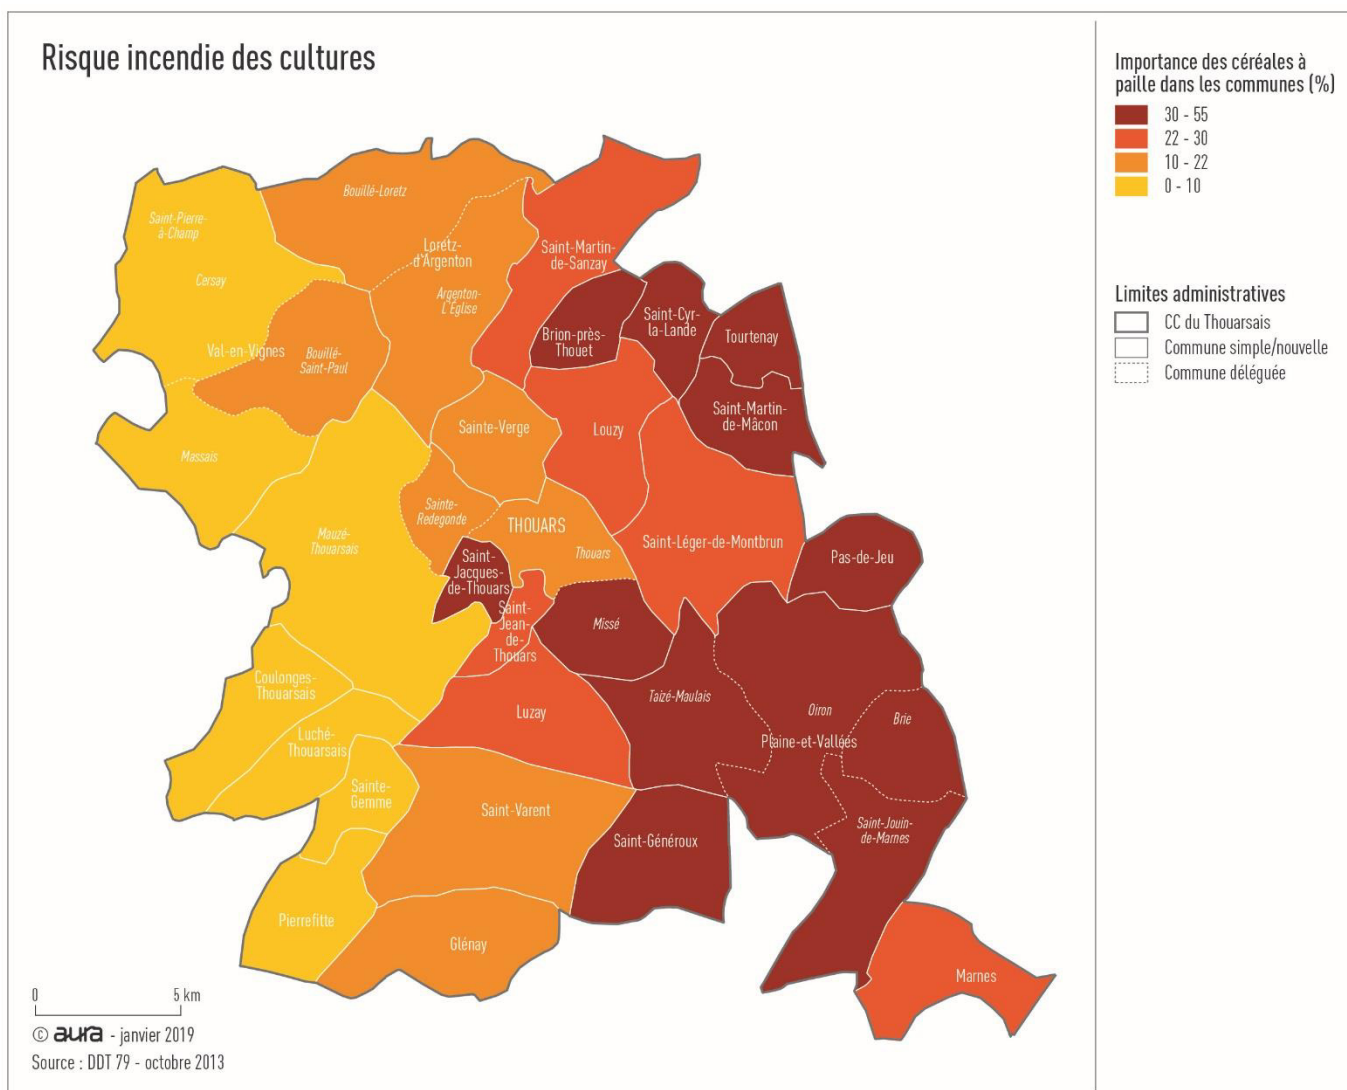 Risque incendie des cultures
Importance des céréales à
paille dans les communes (%)
30 - 55
22 - 30
10 - 22
0 - 10
Limites administratives
CC du Thouarsais
Commune simple/nouvelle
Commune déléguée
Bouillé-Loretz
Saint-Pierre-
à-Champ
Cersay
Loretz-
d'Argenton
Argenton-
L'Église
Saint-Martin-
de-Sanzay
Brion-près-
Thouet
Saint-Cyr-
la-Lande
Tourtenay
Val-en-Vignes
Bouillé-
Saint-Paul
Saint-Martin-
de-Mâcon
Sainte-Verge
Louzy
Massais
Mauzé-
Thouarsais
Sainte-
Redegonde
THOUARS
Thouars
Saint-Léger-de-Montbrun
Pas-de-Jeu
Saint-
Jacques-
de-Thouars
Saint-
Jean-
de-
Thouars
Missé
Coulonges-
Thouarsais
Taizé-Maulais
Oiron
Brie
Luzay
Luché-
Thouarsais
Plaine-et-Vallées
Sainte-
Gemme
Saint-Varent
Saint-Généroux
Saint-Jouin-
de-Marnes
Pierrefitte
Glénay
Marnes
0 5 km
© aura - janvier 2019
Source : DDT 79 - octobre 2013